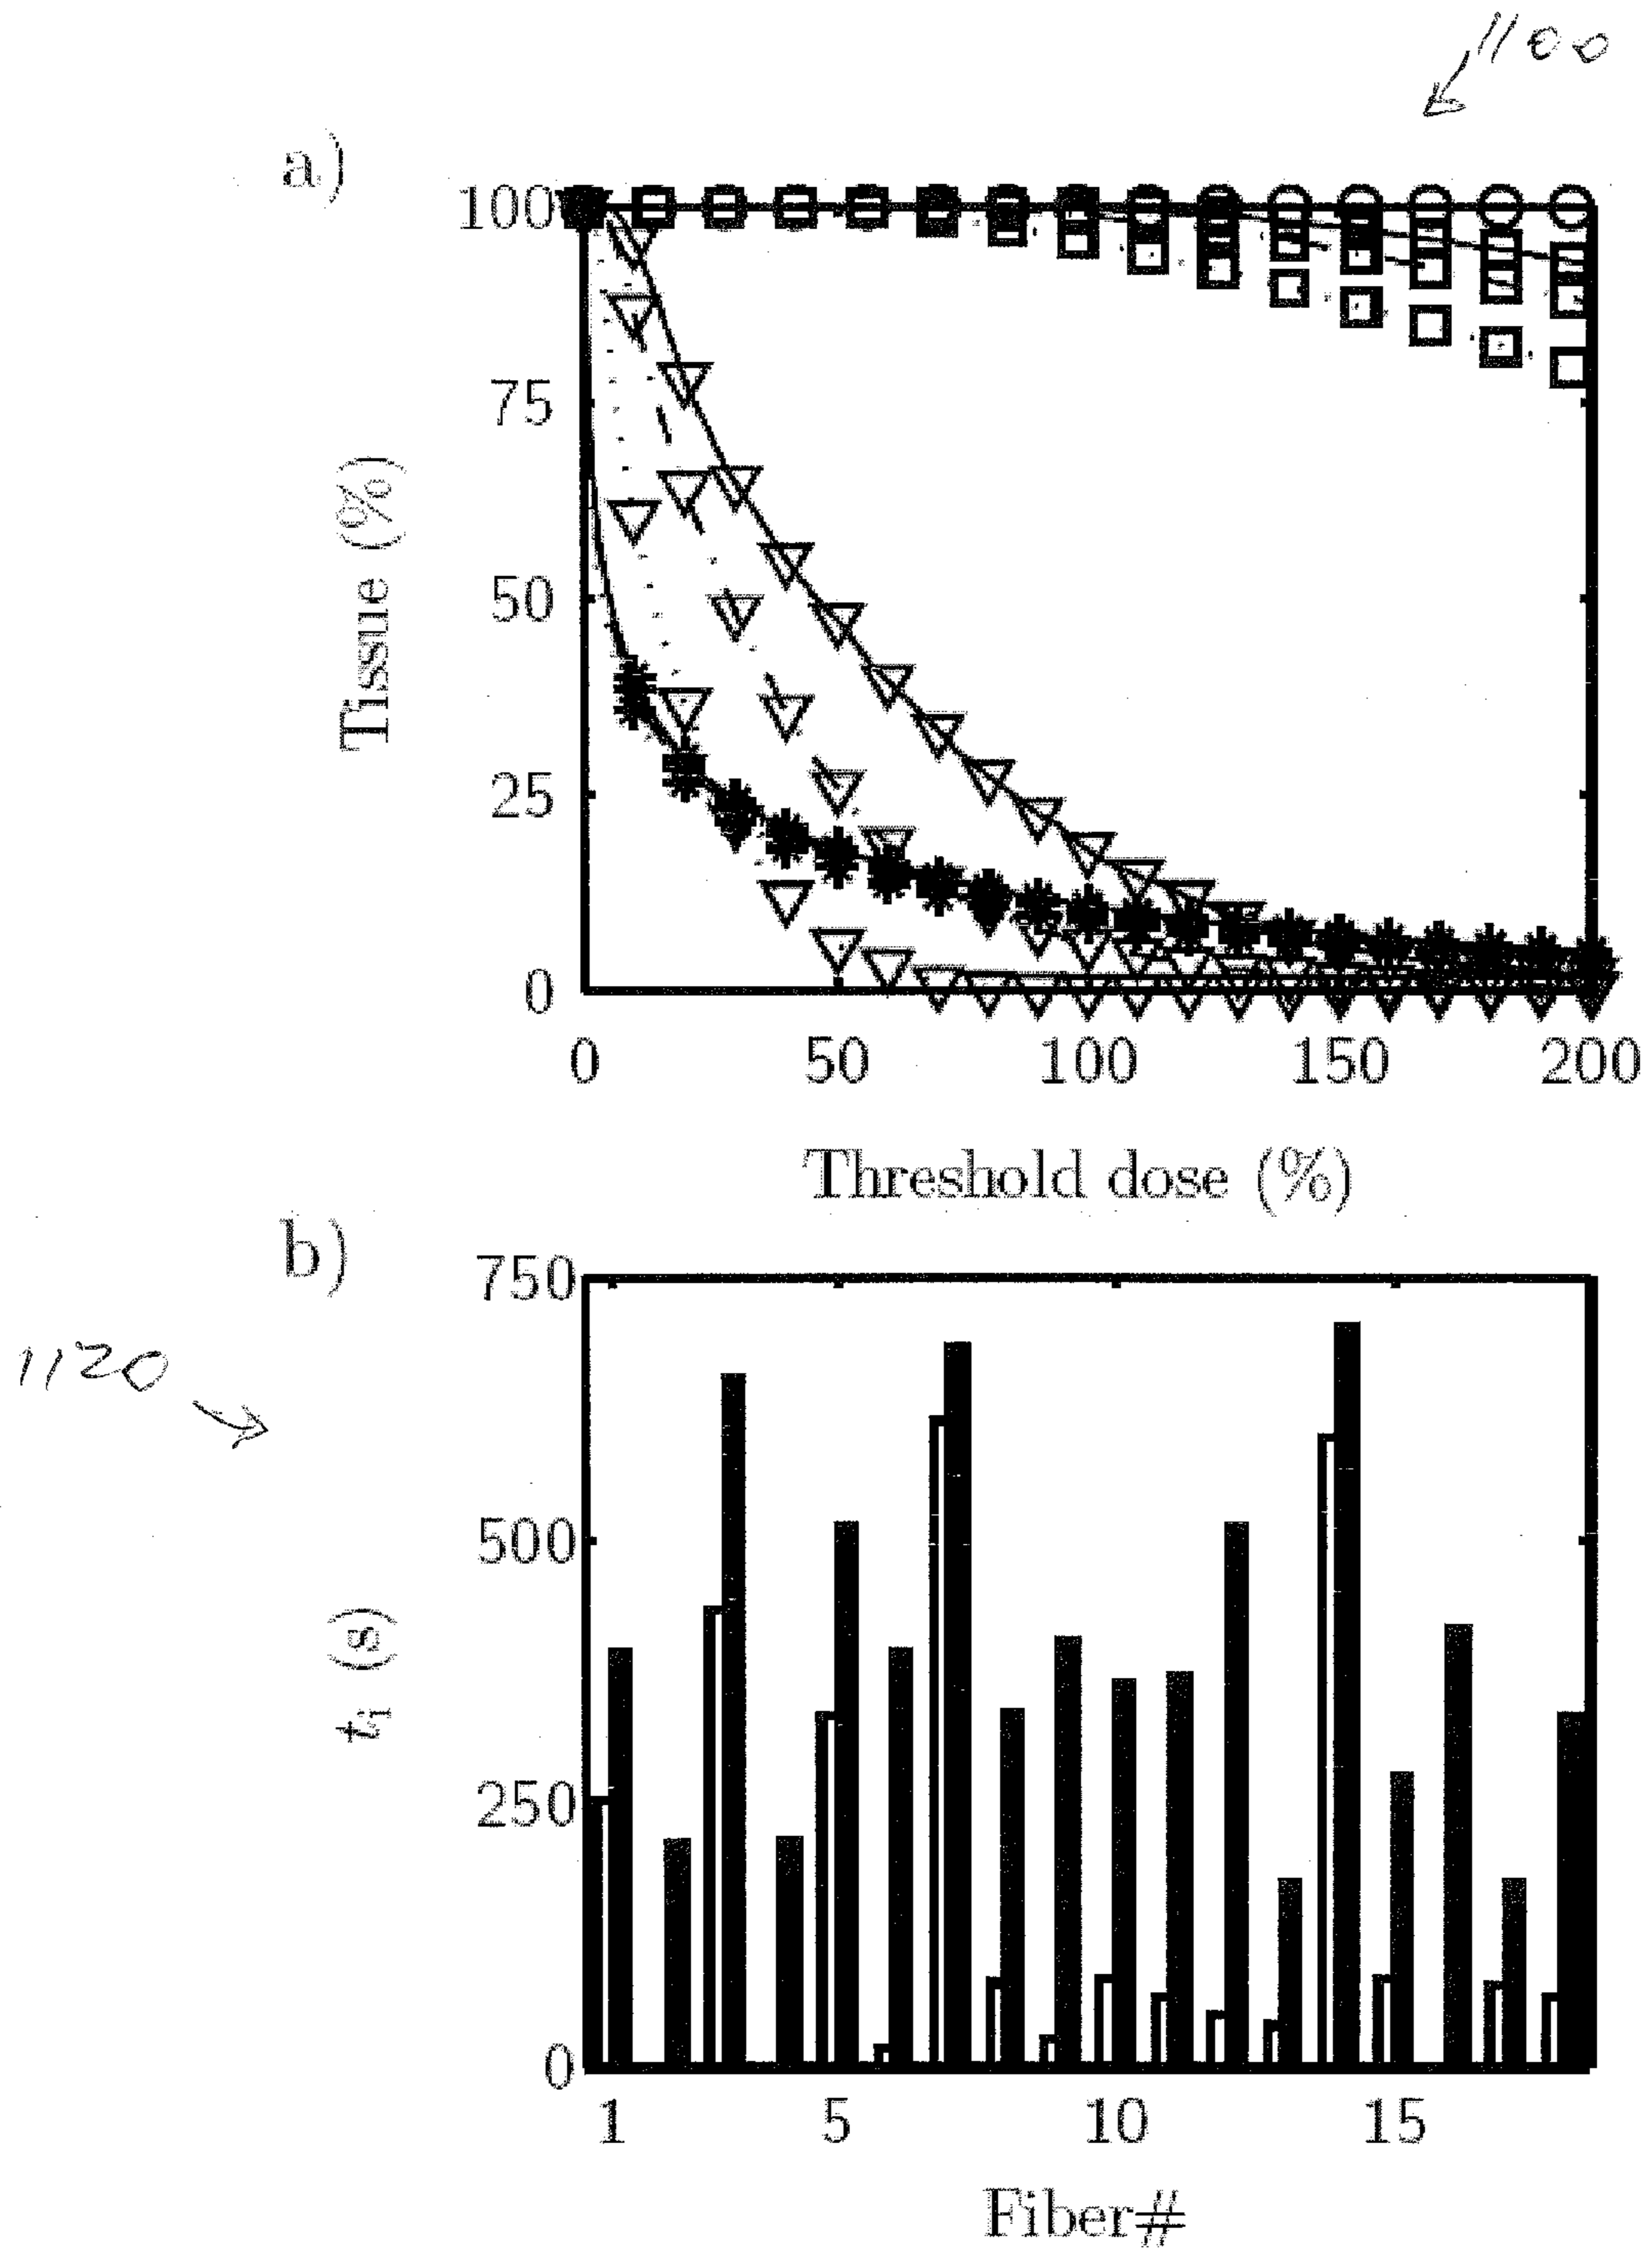 1100
a)
100
75
50
25
0
Tissue (%)
0 50 100 150 200
Threshold dose (%)
b)
1120
750
500
250
0
t_i (s)
1 5 10 15
Fiber#